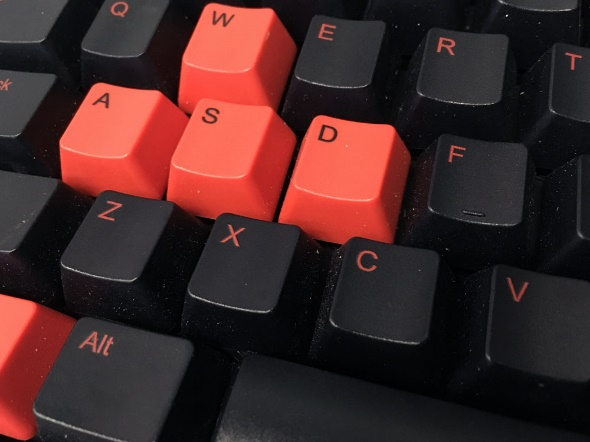 Q W E R T
A S D F
Z X C V
Alt